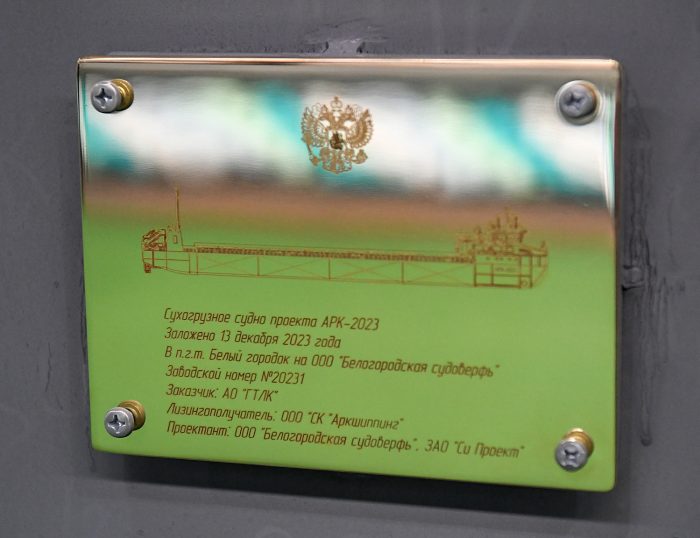 Сухогрузное судно проекта АРК-2023
Заложено 13 декабря 2023 года
В п.г.т. Белый городок на ООО "Белогородская судоверфь"
Заводской номер №20231
Заказчик: АО "ГТЛК"
Лизингополучатель: ООО "СК "Аркшиппинг"
Проектант: ООО "Белогородская судоверфь", ЗАО "Си Проект"